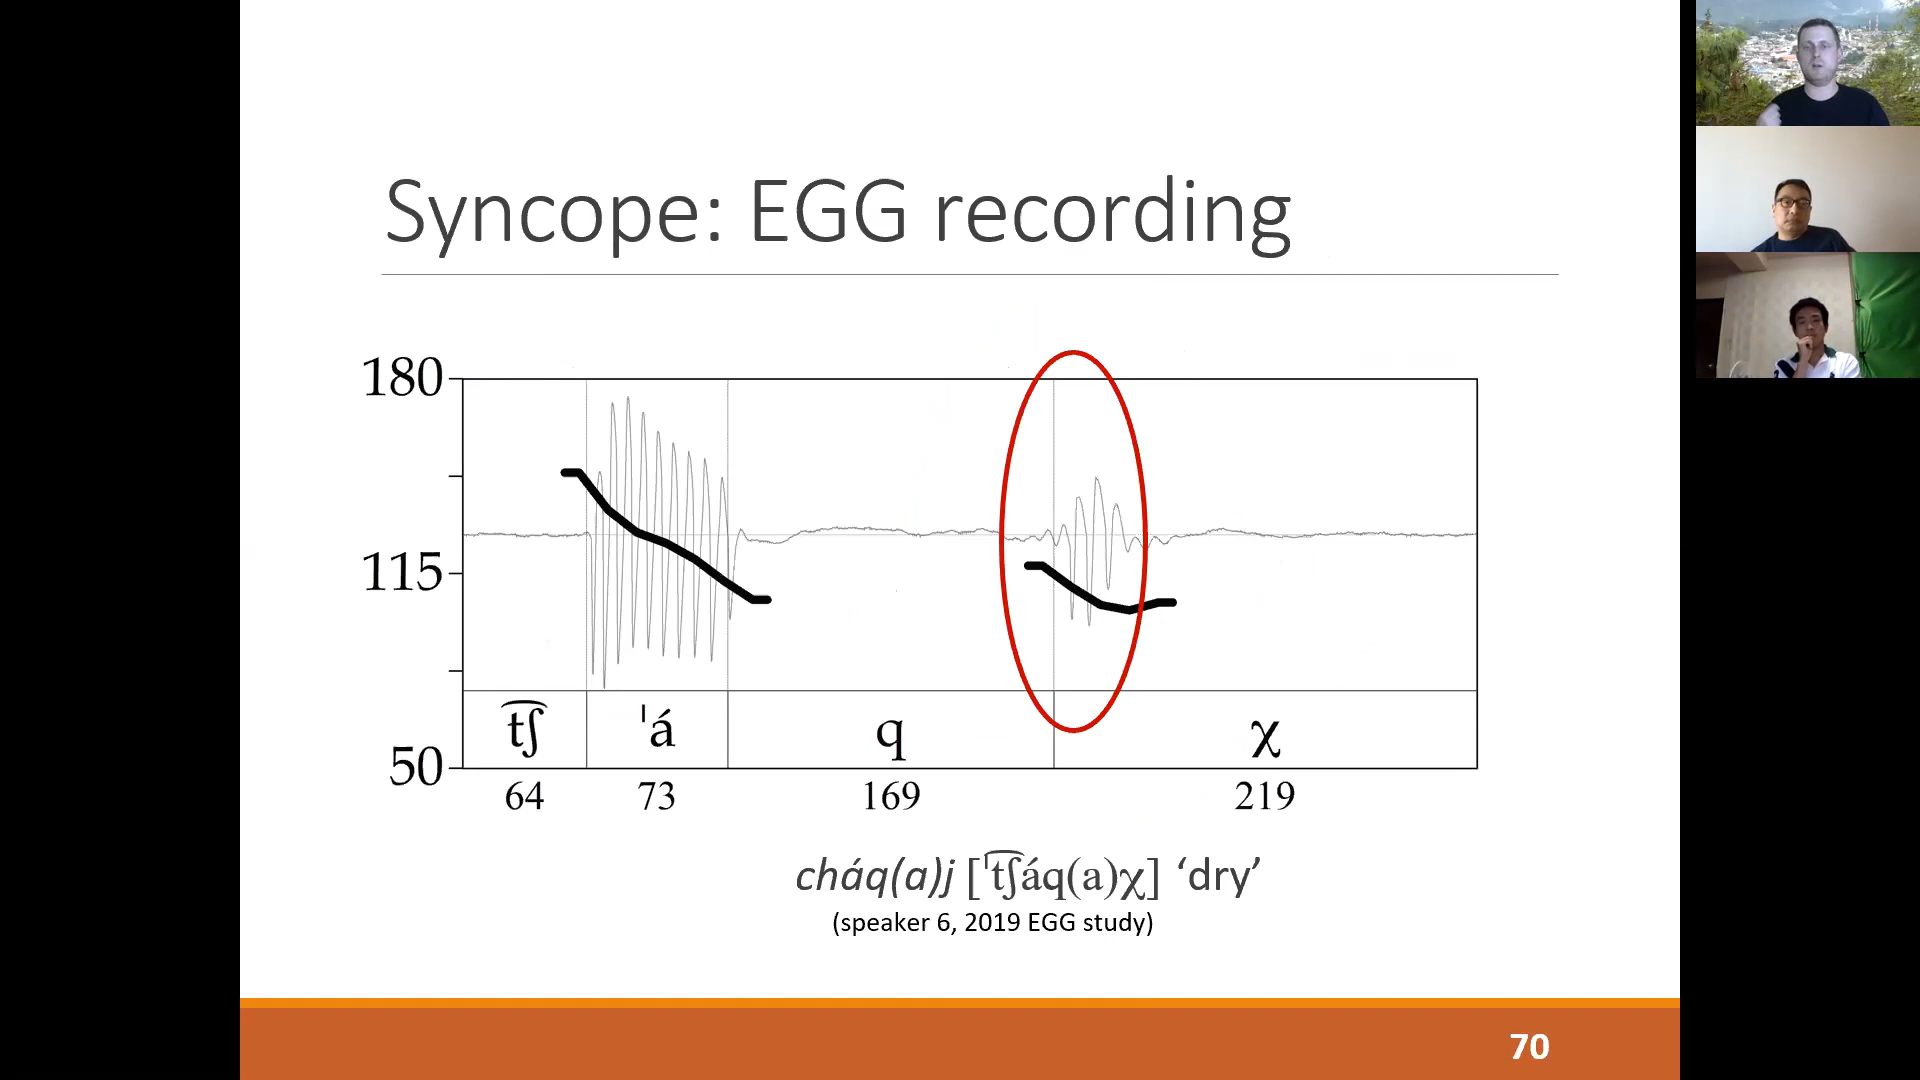 Syncope: EGG recording
180
115
50
t͡ʃ ˈá q χ
64 73 169 219
cháq(a)j [ˈt͡ʃáq(a)χ] ‘dry’
(speaker 6, 2019 EGG study)
70